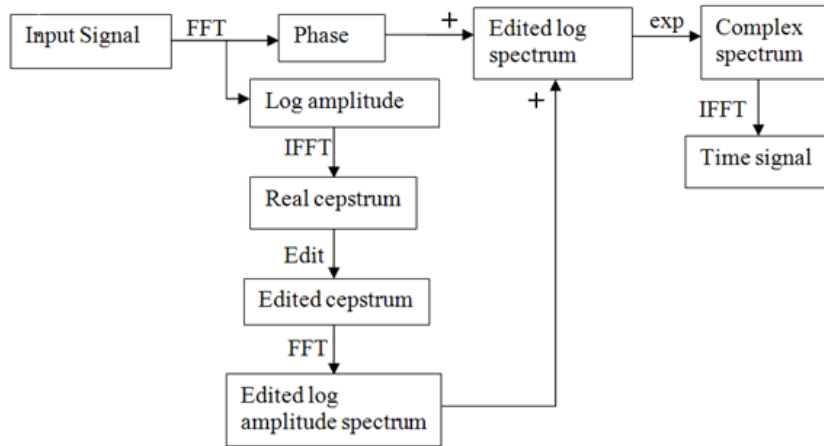 Input Signal
FFT
Phase
+
Edited log
spectrum
exp
Complex
spectrum
Log amplitude
+
IFFT
IFFT
Time signal
Real cepstrum
Edit
Edited cepstrum
FFT
Edited log
amplitude spectrum